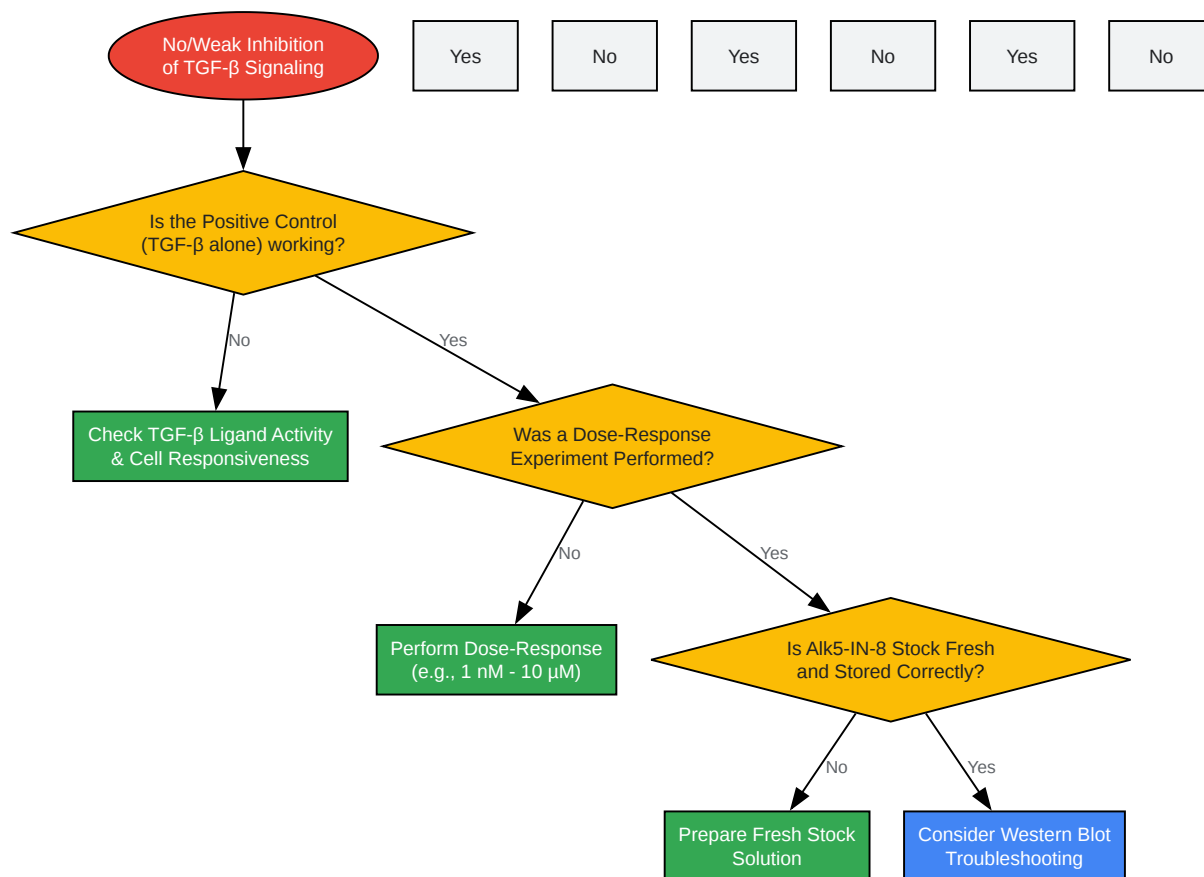 No/Weak Inhibition
of TGF-β Signaling
Yes
No
Yes
No
Yes
No
Is the Positive Control
(TGF-β alone) working?
No
Yes
Check TGF-β Ligand Activity
& Cell Responsiveness
Was a Dose-Response
Experiment Performed?
No
Yes
Perform Dose-Response
(e.g., 1 nM - 10 µM)
Is Alk5-IN-8 Stock Fresh
and Stored Correctly?
No
Yes
Prepare Fresh Stock
Solution
Consider Western Blot
Troubleshooting